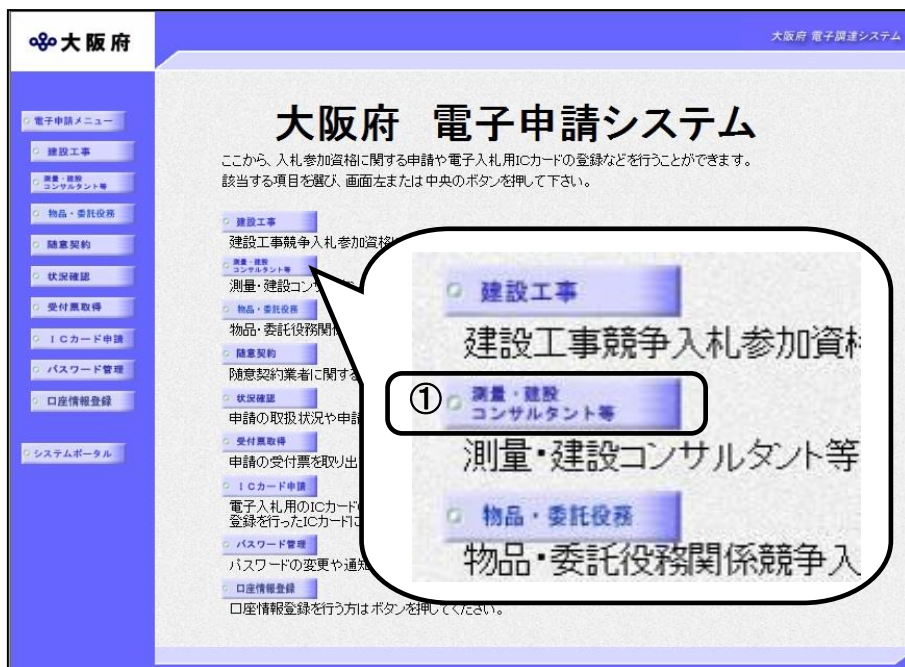 大阪府
大阪府 電子調達システム
電子申請メニュー
建設工事
測量・建設
コンサルタント等
物品・委託役務
随意契約
状況確認
受付票取得
ICカード申請
パスワード管理
口座情報登録
システムポータル
大阪府 電子申請システム
ここから、入札参加資格に関する申請や電子入札用ICカードの登録などを行うことができます。
該当する項目を選び、画面左または中央のボタンを押して下さい。
建設工事
建設工事競争入札参加資格
測量・建設
コンサルタント等
測量・建設コン
物品・委託役務
物品・委託役務関
随意契約
随意契約業者に関する
状況確認
申請の取扱状況や申
受付票取得
申請の受付票を取り出
ICカード申請
電子入札用のICカード
登録を行ったICカードに
パスワード管理
パスワードの変更や通知
口座情報登録
口座情報登録を行う方はボタンを押してください。
建設工事
建設工事競争入札参加資
①
測量・建設
コンサルタント等
測量・建設コンサルタント等
物品・委託役務
物品・委託役務関係競争入